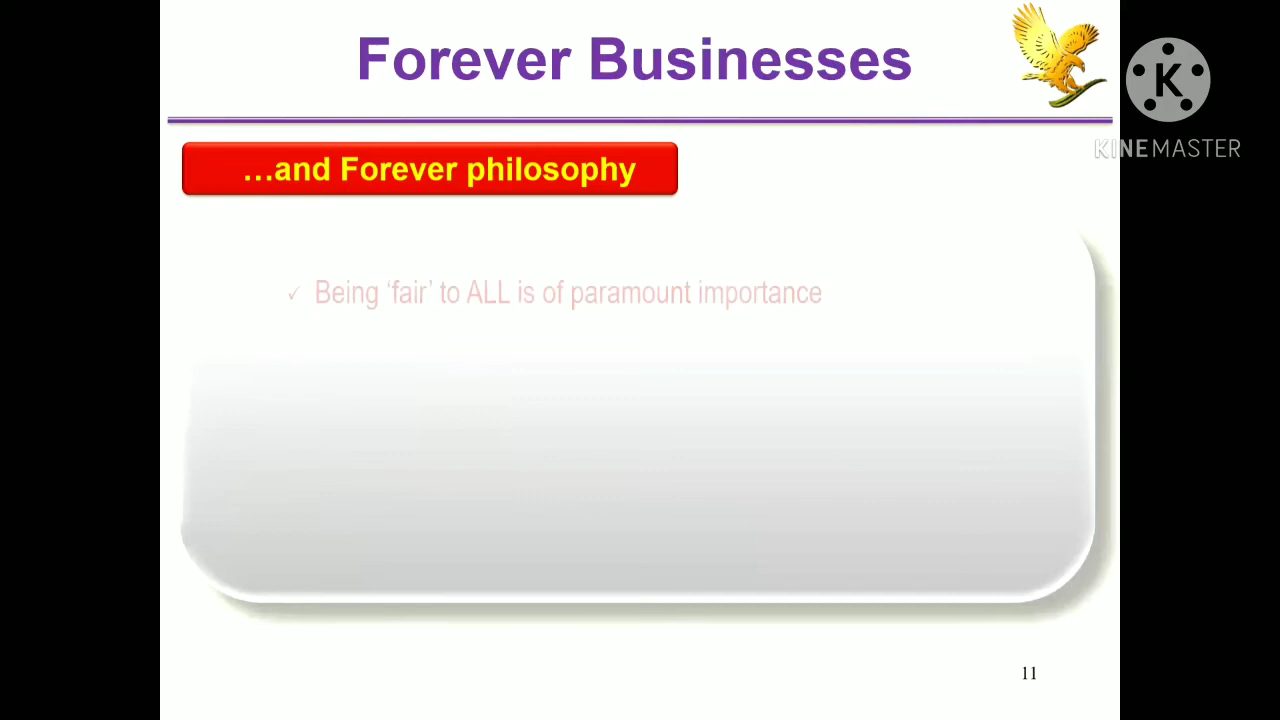 Forever Businesses
K
KINEMASTER
…and Forever philosophy
✓ Being ‘fair’ to ALL is of paramount importance
11